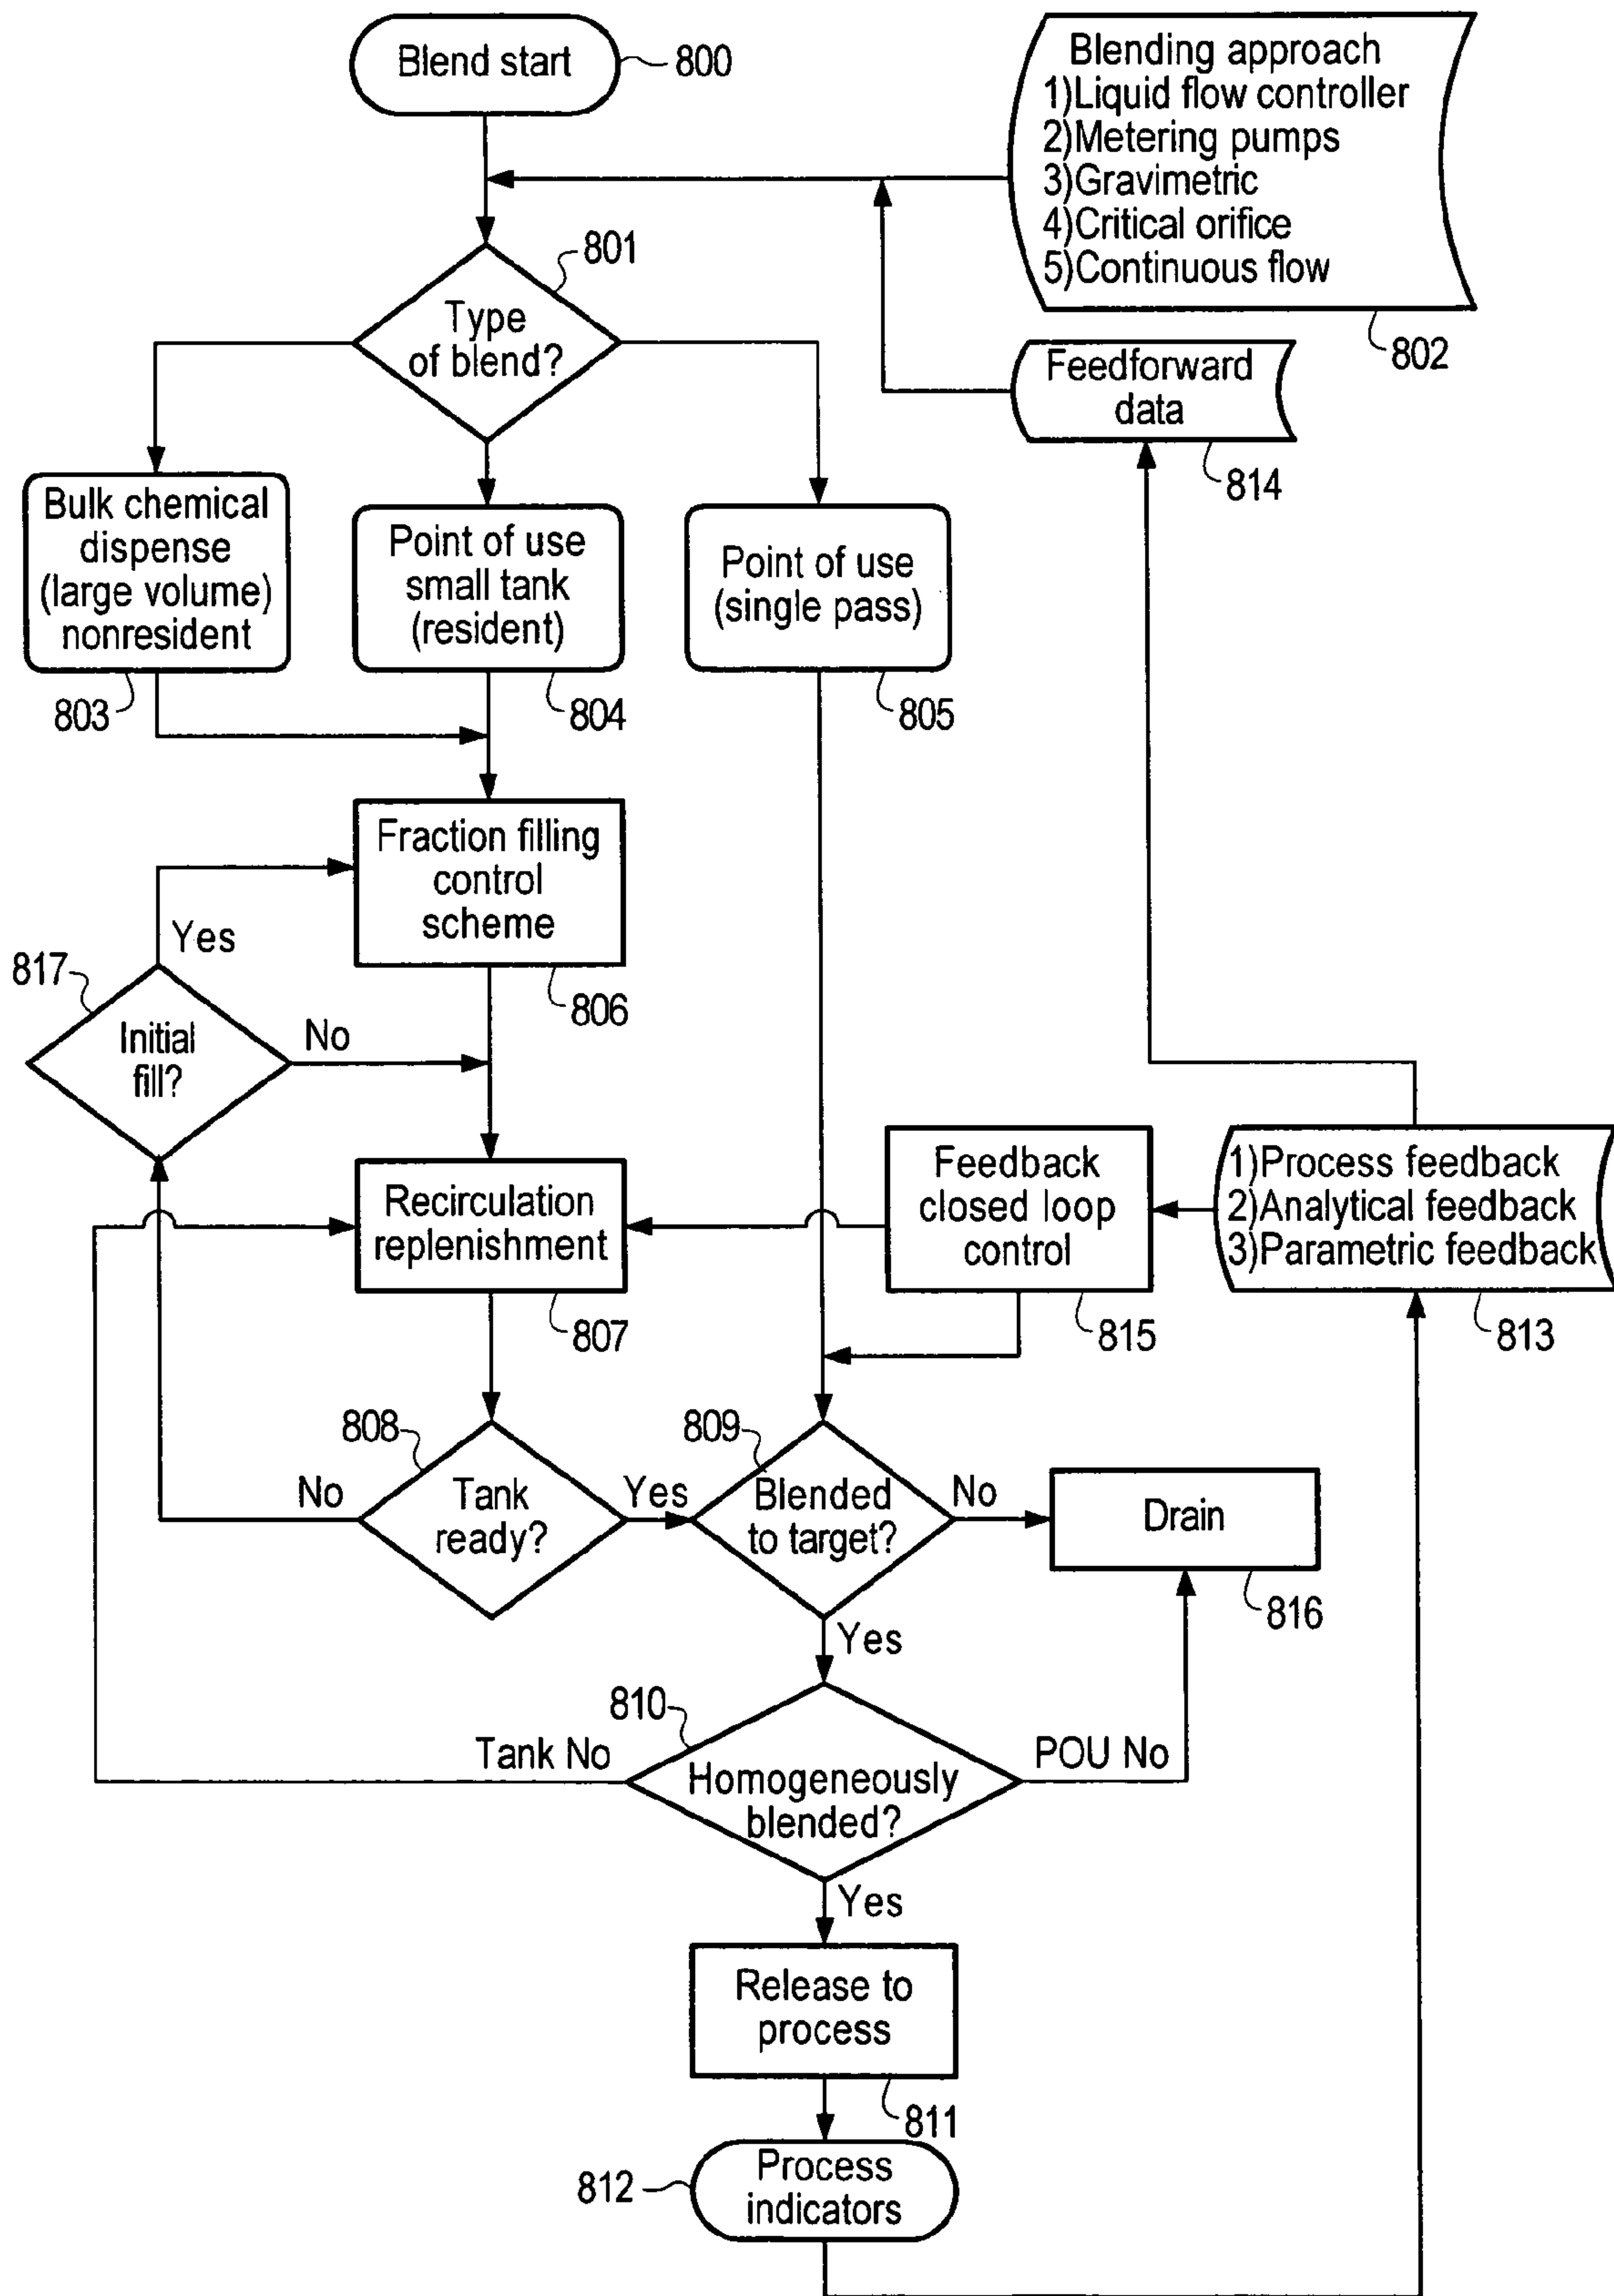 Blend start
800
Blending approach
1)Liquid flow controller
2)Metering pumps
3)Gravimetric
4)Critical orifice
5)Continuous flow
802
801
Type
of blend?
Feedforward
data
814
Bulk chemical
dispense
(large volume)
nonresident
803
Point of use
small tank
(resident)
804
Point of use
(single pass)
805
Fraction filling
control
scheme
806
Yes
817
Initial
fill?
No
Recirculation
replenishment
807
Feedback
closed loop
control
815
1)Process feedback
2)Analytical feedback
3)Parametric feedback
813
808
Tank
ready?
No
Yes
809
Blended
to target?
No
Drain
816
Yes
810
Tank No
Homogeneously
blended?
POU No
Yes
Release to
process
811
812
Process
indicators